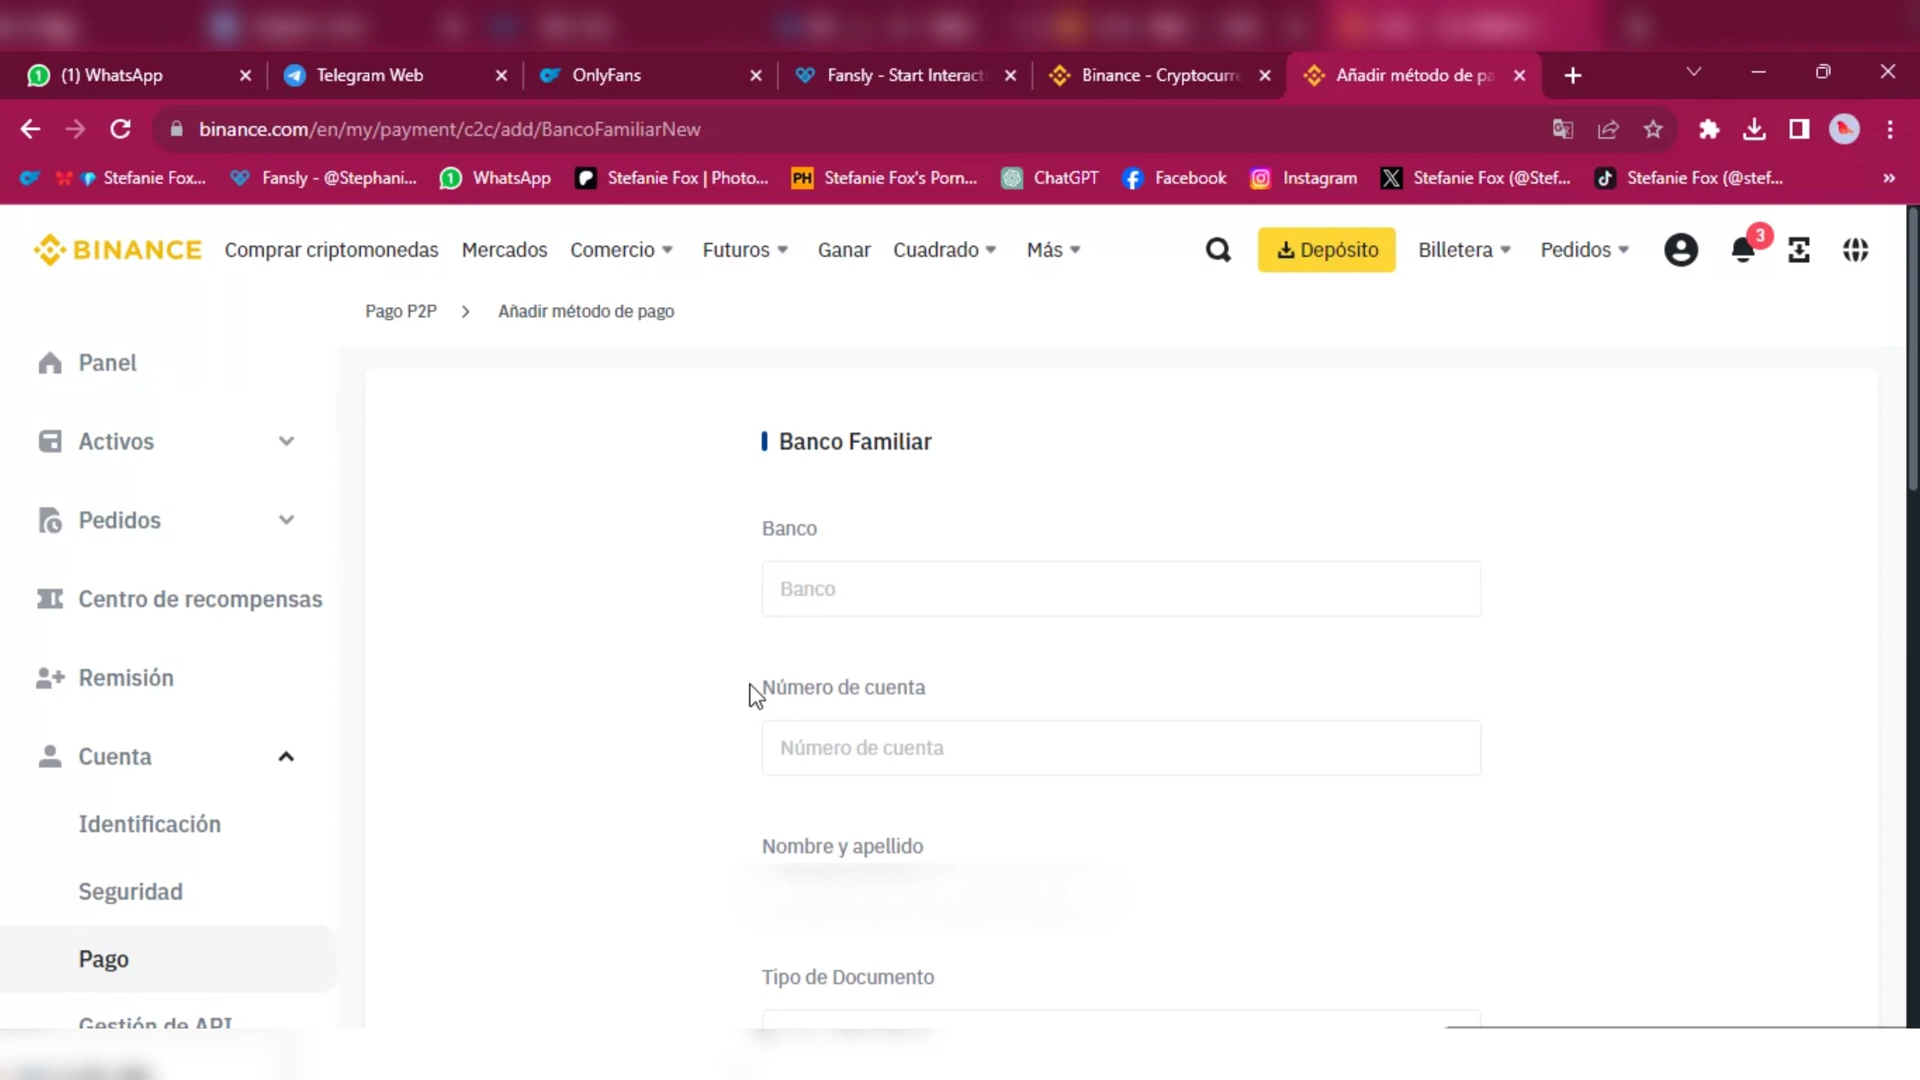 (1) WhatsApp
Telegram Web
OnlyFans
Fansly - Start Interact
Binance - Cryptocurre
Añadir método de pa
binance.com/en/my/payment/c2c/add/BancoFamiliarNew
Stefanie Fox...
Fansly - @Stephani...
WhatsApp
Stefanie Fox | Photo...
PH Stefanie Fox's Porn...
ChatGPT
Facebook
Instagram
Stefanie Fox (@Stef...
Stefanie Fox (@stef...
»
BINANCE
Comprar criptomonedas
Mercados
Comercio
Futuros
Ganar
Cuadrado
Más
Depósito
Billetera
Pedidos
3
Pago P2P > Añadir método de pago
Panel
Activos
Pedidos
Centro de recompensas
Remisión
Cuenta
Identificación
Seguridad
Pago
Gestión de API
Banco Familiar
Banco
Banco
Número de cuenta
Número de cuenta
Nombre y apellido
Tipo de Documento